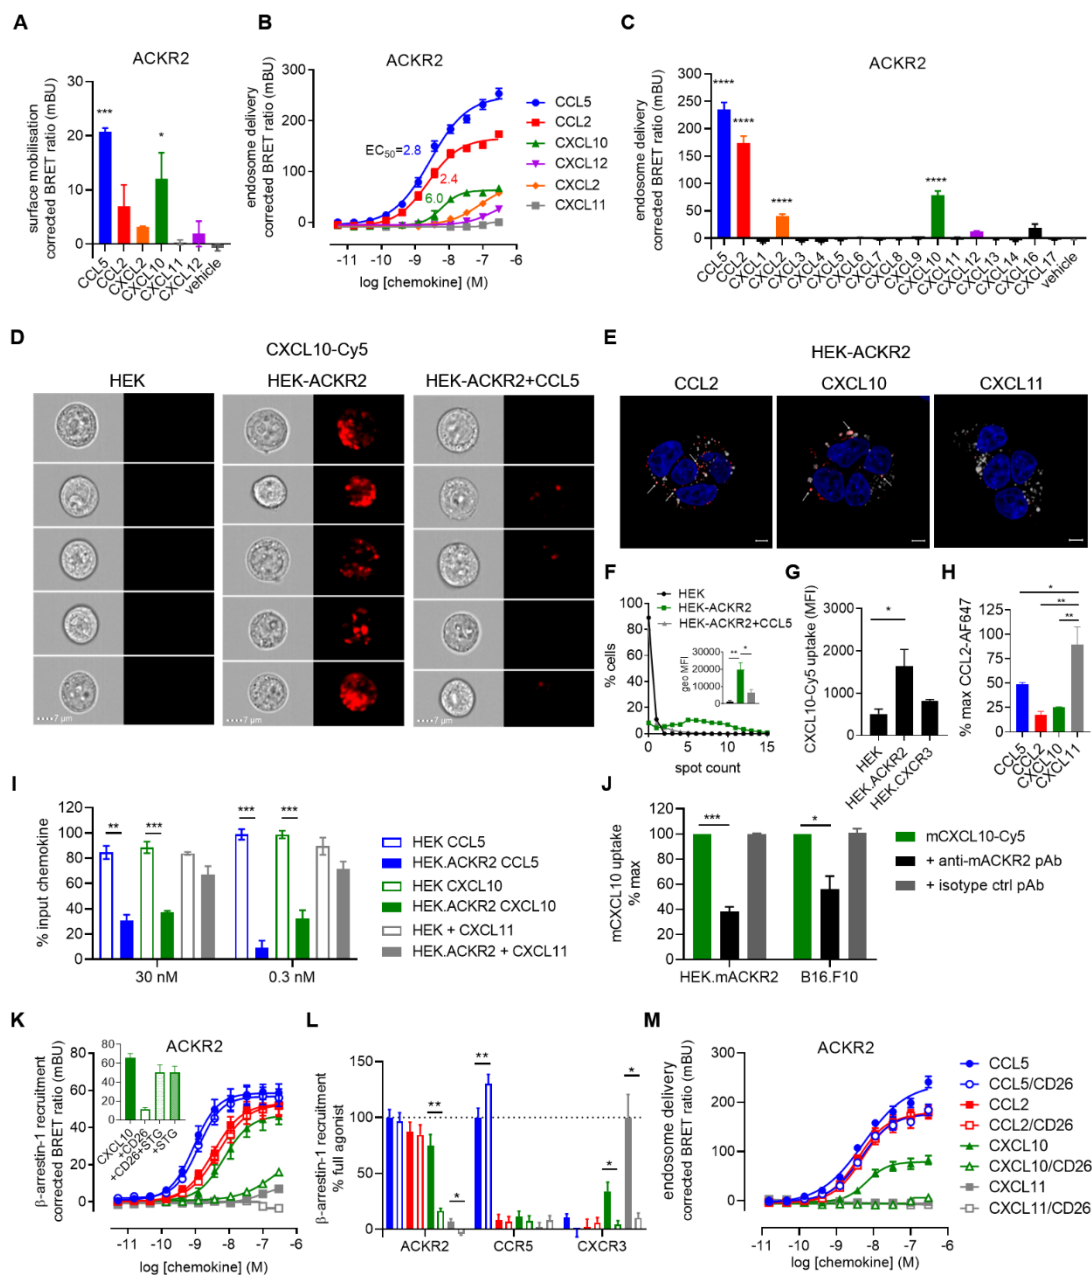 A
ACKR2
surface mobilisation
corrected BRET ratio (mBU)
30
20
10
0
***
*
CCL5
CCL2
CXCL2
CXCL10
CXCL11
CXCL12
vehicle
B
ACKR2
endosome delivery
corrected BRET ratio (mBU)
300
200
100
0
EC50=2.8
2.4
6.0
-11 -10 -9 -8 -7 -6
log [chemokine] (M)
CCL5
CCL2
CXCL10
CXCL12
CXCL2
CXCL11
C
ACKR2
endosome delivery
corrected BRET ratio (mBU)
300
250
200
150
100
50
0
****
****
****
****
CCL5
CCL2
CXCL1
CXCL2
CXCL3
CXCL4
CXCL5
CXCL6
CXCL7
CXCL8
CXCL9
CXCL10
CXCL11
CXCL12
CXCL13
CXCL14
CXCL16
CXCL17
vehicle
D
CXCL10-Cy5
HEK
HEK-ACKR2
HEK-ACKR2+CCL5
7 µm
7 µm
7 µm
E
HEK-ACKR2
CCL2
CXCL10
CXCL11
F
HEK
HEK-ACKR2
HEK-ACKR2+CCL5
% cells
80
60
40
20
0
0 5 10 15
spot count
geo MFI
30000
20000
10000
0
** *
G
CXCL10-Cy5 uptake (MFI)
3000
2000
1000
0
*
HEK
HEK.ACKR2
HEK.CXCR3
H
% max CCL2-AF647
125
100
75
50
25
0
*
**
**
CCL5
CCL2
CXCL10
CXCL11
I
% input chemokine
120
100
80
60
40
20
0
** *** *** ***
30 nM 0.3 nM
HEK CCL5
HEK.ACKR2 CCL5
HEK CXCL10
HEK.ACKR2 CXCL10
HEK + CXCL11
HEK.ACKR2 + CXCL11
J
mCXCL10 uptake
% max
120
100
80
60
40
20
0
*** *
HEK.mACKR2 B16.F10
mCXCL10-Cy5
+ anti-mACKR2 pAb
+ isotype ctrl pAb
K
ACKR2
β-arrestin-1 recruitment
corrected BRET ratio (mBU)
80
60
40
20
0
80
60
40
20
0
CXCL10
+CD26
+CD26+STG
+STG
-11 -10 -9 -8 -7 -6
log [chemokine] (M)
L
β-arrestin-1 recruitment
% full agonist
150
100
50
0
** * ** * *
ACKR2 CCR5 CXCR3
M
ACKR2
endosome delivery
corrected BRET ratio (mBU)
300
200
100
0
-11 -10 -9 -8 -7 -6
log [chemokine] (M)
CCL5
CCL5/CD26
CCL2
CCL2/CD26
CXCL10
CXCL10/CD26
CXCL11
CXCL11/CD26